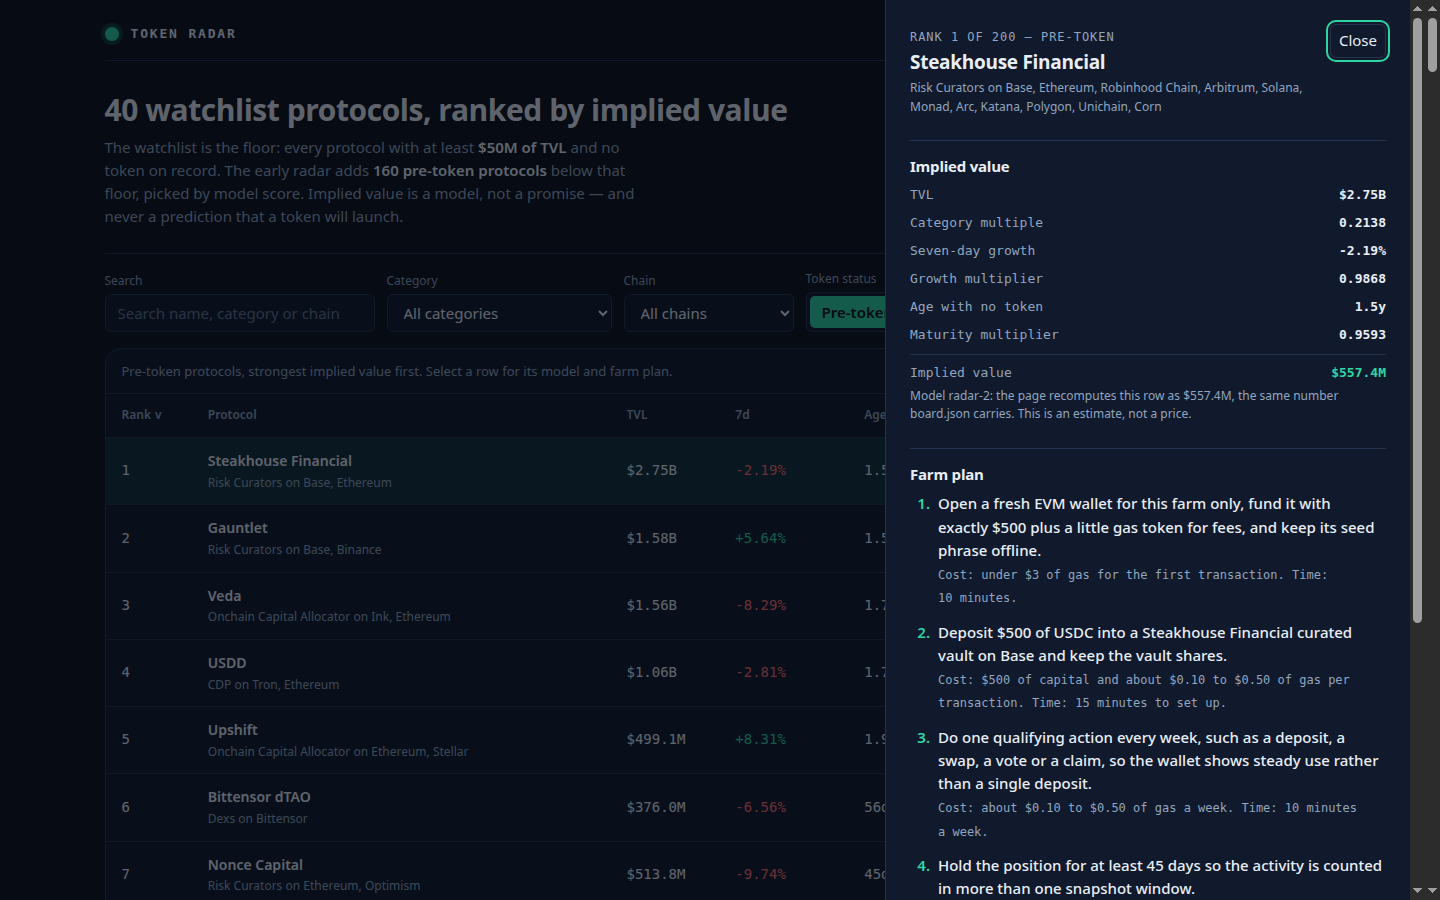 TOKEN RADAR
40 watchlist protocols, ranked by implied value
The watchlist is the floor: every protocol with at least $50M of TVL and no
token on record. The early radar adds 160 pre-token protocols below that
floor, picked by model score. Implied value is a model, not a promise — and
never a prediction that a token will launch.
Search
Category
Chain
Token status
Search name, category or chain
All categories
All chains
Pre-token protocols, strongest implied value first. Select a row for its model and farm plan.
Rank v Protocol TVL 7d
1 Steakhouse Financial $2.75B -2.19%
Risk Curators on Base, Ethereum
2 Gauntlet $1.58B +5.64%
Risk Curators on Base, Binance
3 Veda $1.56B -8.29%
Onchain Capital Allocator on Ink, Ethereum
4 USDD $1.06B -2.81%
CDP on Tron, Ethereum
5 Upshift $499.1M +8.31%
Onchain Capital Allocator on Ethereum, Stellar
6 Bittensor dTAO $376.0M -6.56%
Dexs on Bittensor
7 Nonce Capital $513.8M -9.74%
Risk Curators on Ethereum, Optimism
RANK 1 OF 200 — PRE-TOKEN
Close
Steakhouse Financial
Risk Curators on Base, Ethereum, Robinhood Chain, Arbitrum, Solana,
Monad, Arc, Katana, Polygon, Unichain, Corn
Implied value
TVL $2.75B
Category multiple 0.2138
Seven-day growth -2.19%
Growth multiplier 0.9868
Age with no token 1.5y
Maturity multiplier 0.9593
Implied value $557.4M
Model radar-2: the page recomputes this row as $557.4M, the same number
board.json carries. This is an estimate, not a price.
Farm plan
1. Open a fresh EVM wallet for this farm only, fund it with
exactly $500 plus a little gas token for fees, and keep its seed
phrase offline.
Cost: under $3 of gas for the first transaction. Time:
10 minutes.
2. Deposit $500 of USDC into a Steakhouse Financial curated
vault on Base and keep the vault shares.
Cost: $500 of capital and about $0.10 to $0.50 of gas per
transaction. Time: 15 minutes to set up.
3. Do one qualifying action every week, such as a deposit, a
swap, a vote or a claim, so the wallet shows steady use rather
than a single deposit.
Cost: about $0.10 to $0.50 of gas a week. Time: 10 minutes
a week.
4. Hold the position for at least 45 days so the activity is counted
in more than one snapshot window.